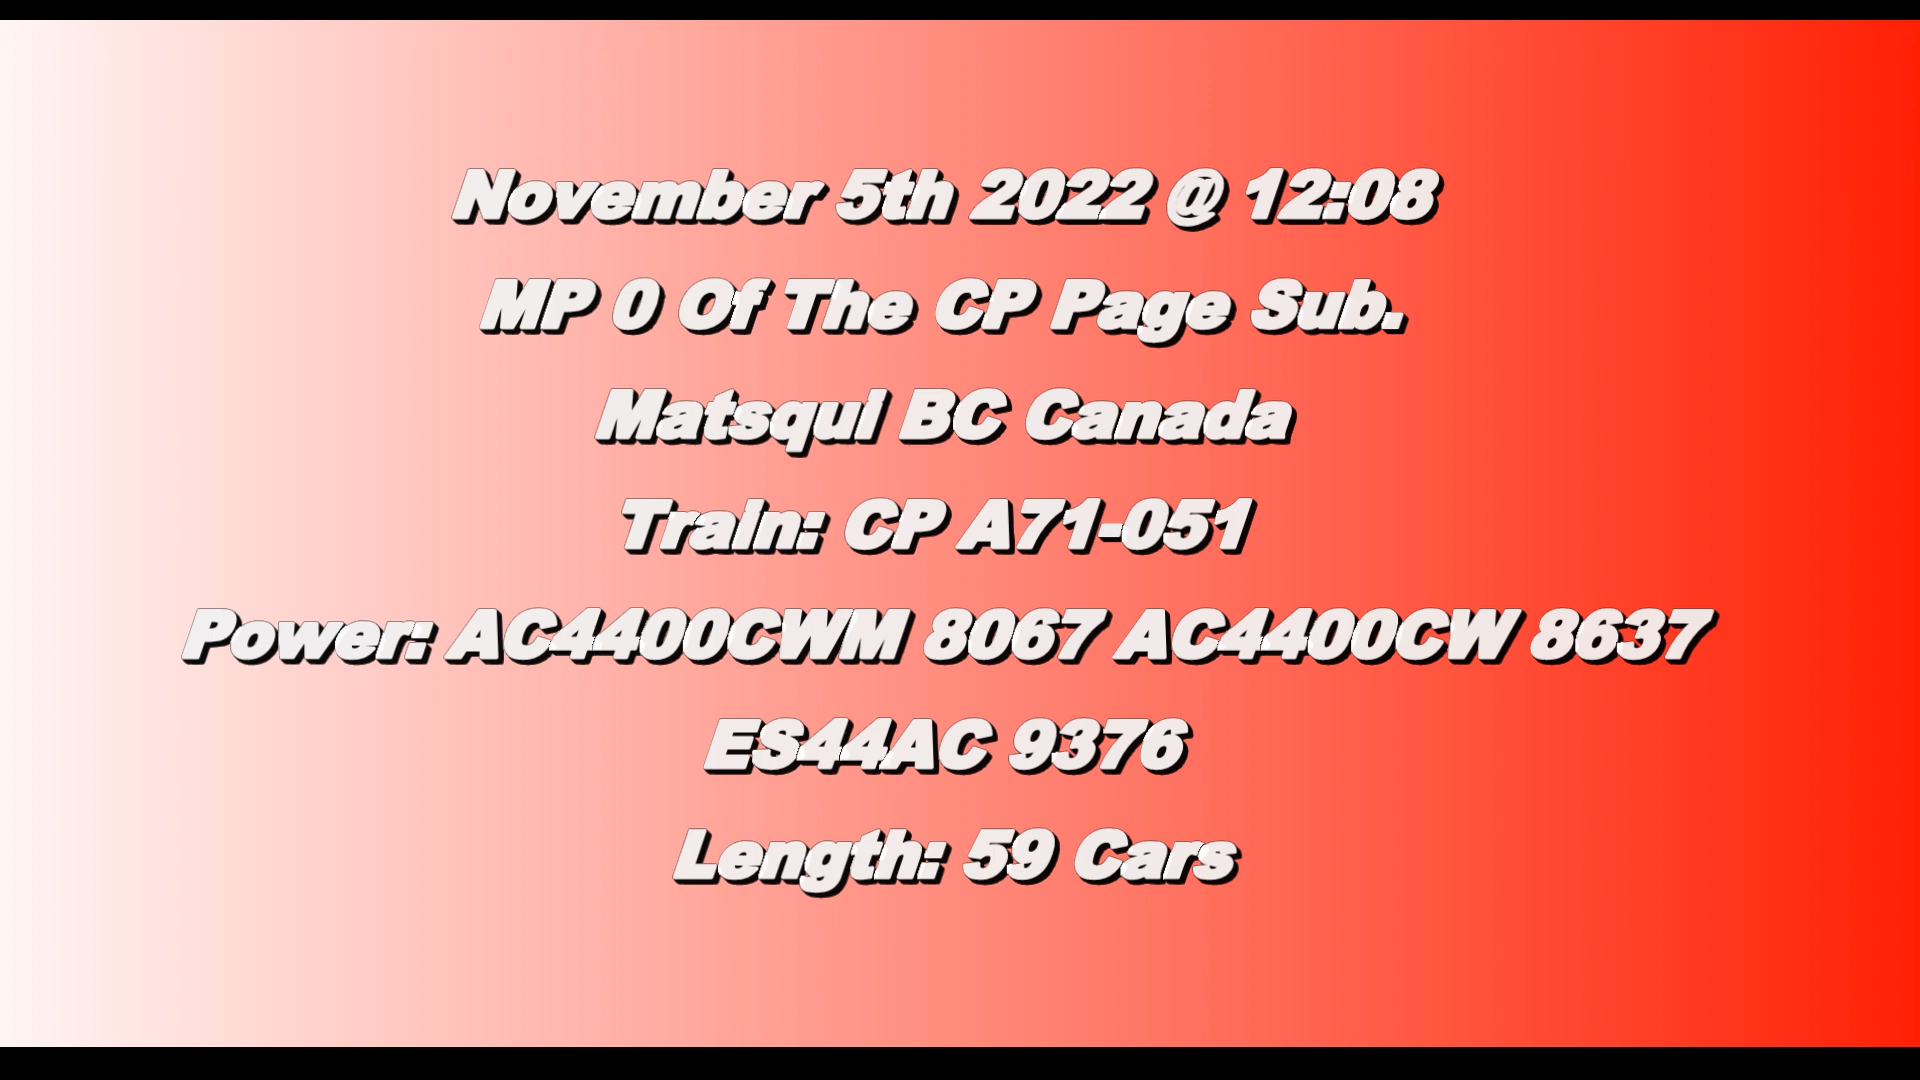 November 5th 2022 @ 12:08
MP 0 Of The CP Page Sub.
Matsqui BC Canada
Train: CP A71-051
Power: AC4400CWM 8067 AC4400CW 8637
ES44AC 9376
Length: 59 Cars